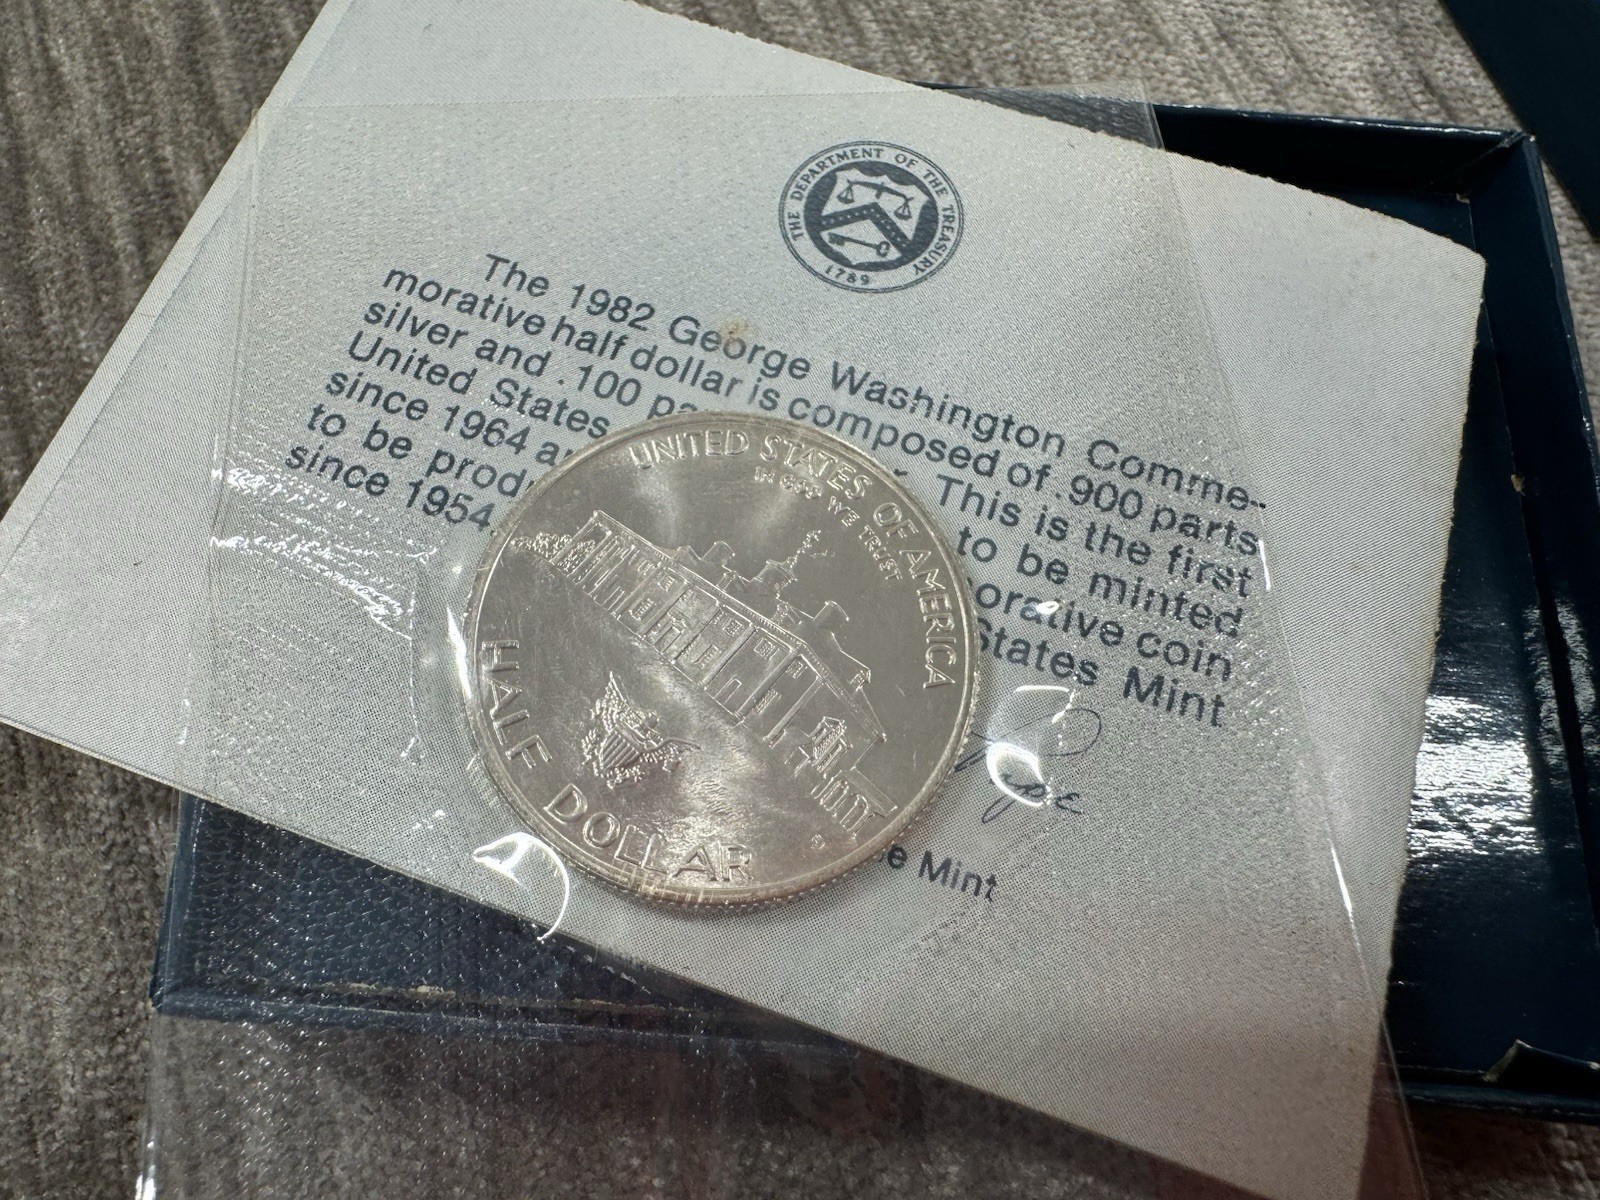 THE DEPARTMENT OF THE TREASURY
1789
The 1982 George Washington Comme-
morative half dollar is composed of .900 parts
silver and .100 This is the first
United States to be minted
since 1964 orative coin
to be States Mint
since 1954.
Mint
UNITED STATES OF AMERICA
IN GOD WE TRUST
HALF DOLLAR
D